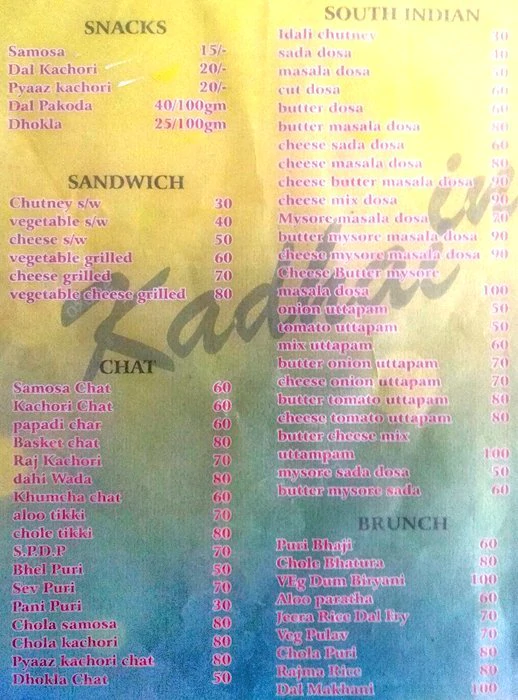 SNACKS
Samosa 15/-
Dal Kachori 20/-
Pyaaz kachori 20/-
Dal Pakoda 40/100gm
Dhokla 25/100gm
SANDWICH
Chutney s/w 30
vegetable s/w 40
cheese s/w 50
vegetable grilled 60
cheese grilled 70
vegetable cheese grilled 80
CHAT
Samosa Chat 60
Kachori Chat 60
papadi char 60
Basket chat 80
Raj Kachori 70
dahi Wada 80
Khumcha chat 60
aloo tikki 70
chole tikki 80
S.P.D.P 70
Bhel Puri 50
Sev Puri 70
Pani Puri 30
Chola samosa 80
Chola kachori 80
Pyaaz kachori chat 80
Dhokla Chat 50
SOUTH INDIAN
Idali chutney
sada dosa
masala dosa
cut dosa 60
butter dosa 60
butter masala dosa 80
cheese sada dosa 60
cheese masala dosa 80
cheese butter masala dosa 90
cheese mix dosa 90
Mysore masala dosa 70
butter mysore masala dosa 90
cheese mysore masala dosa 90
Cheese Butter mysore
masala dosa 100
onion uttapam 50
tomato uttapam 50
mix uttapam 60
butter onion uttapam 70
cheese onion uttapam 70
butter tomato uttapam 80
cheese tomato uttapam 80
butter cheese mix
uttampam 100
mysore sada dosa 50
butter mysore sada 60
BRUNCH
Puri Bhaji 60
Chole Bhatura 80
VEg Dum Biryani 100
Aloo paratha 60
Jeera Rice Dal Fry 70
Veg Pulav 70
Chola Puri 80
Rajma Rice 80
Dal Makhani 100
Kadhai in